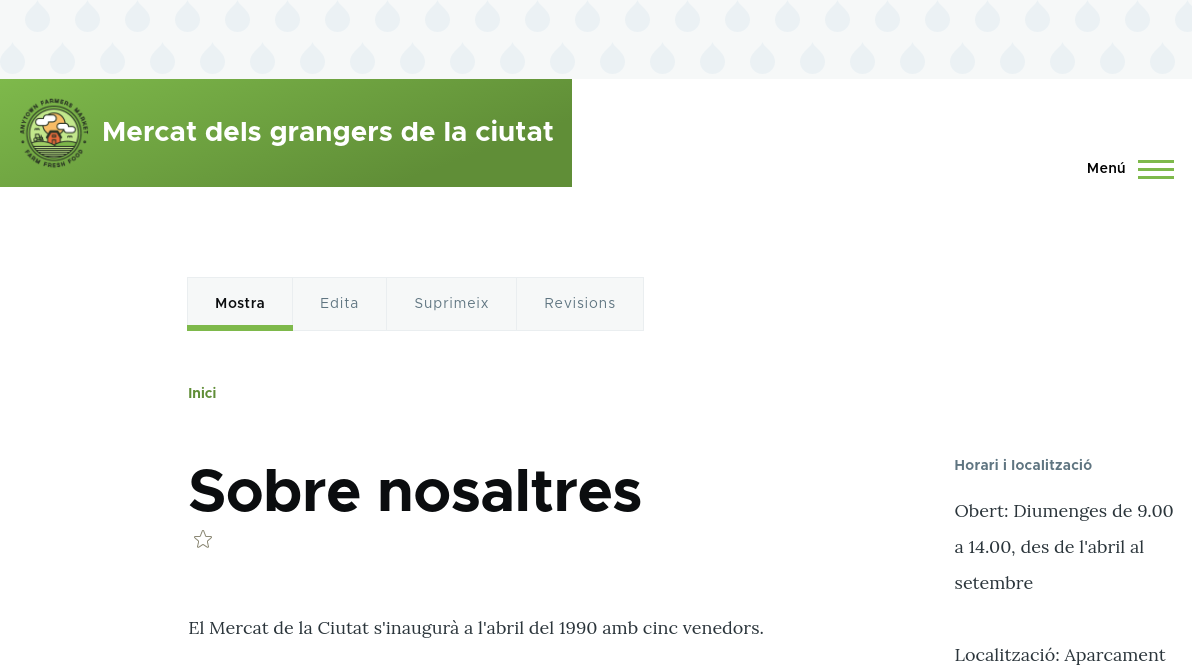 ANYTOWN FARMERS MARKET
FARM FRESH FOOD
Mercat dels grangers de la ciutat
Menú
Mostra
Edita
Suprimeix
Revisions
Inici
Sobre nosaltres
Horari i localització
Obert: Diumenges de 9.00
a 14.00, des de l'abril al
setembre
El Mercat de la Ciutat s'inaugurà a l'abril del 1990 amb cinc venedors.
Localització: Aparcament